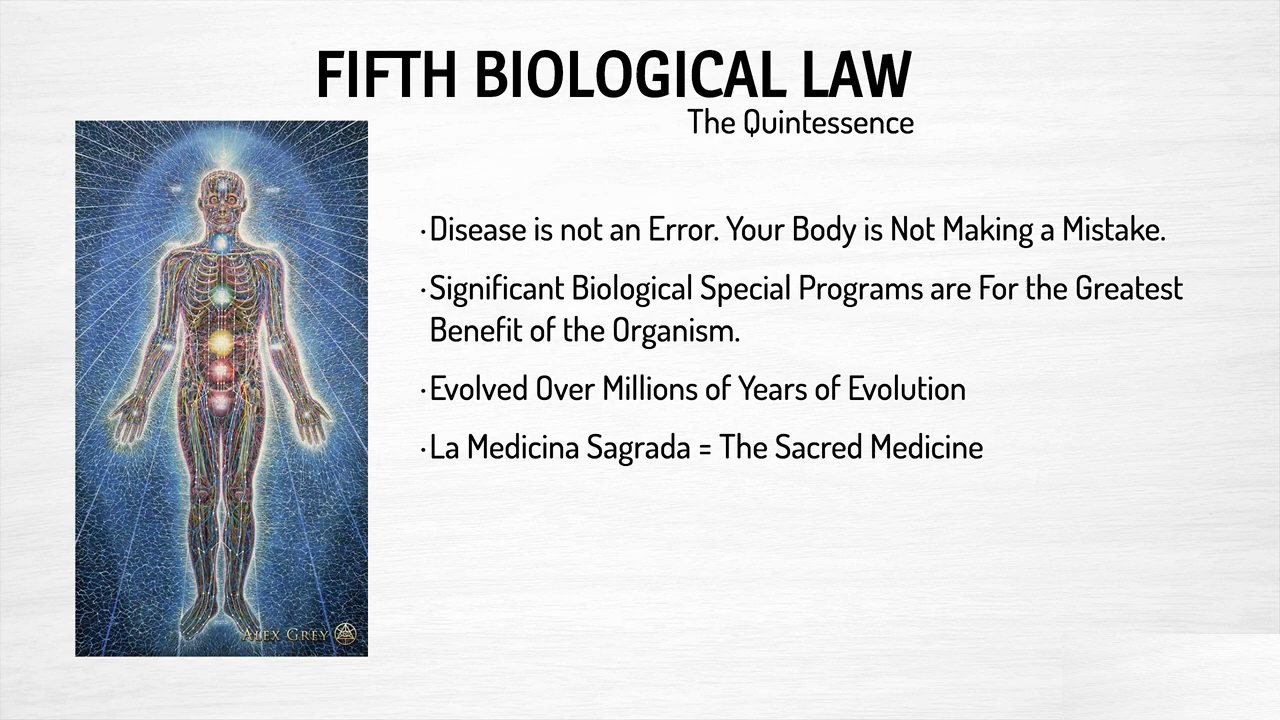 FIFTH BIOLOGICAL LAW
The Quintessence
·Disease is not an Error. Your Body is Not Making a Mistake.
·Significant Biological Special Programs are For the Greatest
Benefit of the Organism.
·Evolved Over Millions of Years of Evolution
·La Medicina Sagrada = The Sacred Medicine
ALEX GREY